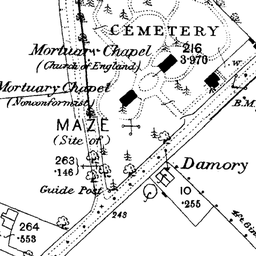 CEMETERY
216
3·970
Mortuary Chapel
(Church of England)
Mortuary Chapel
(Nonconformist)
W
B.M.
MAZE
(Site of)
263
·146
Damory
Guide Post
10
·255
243
264
·553